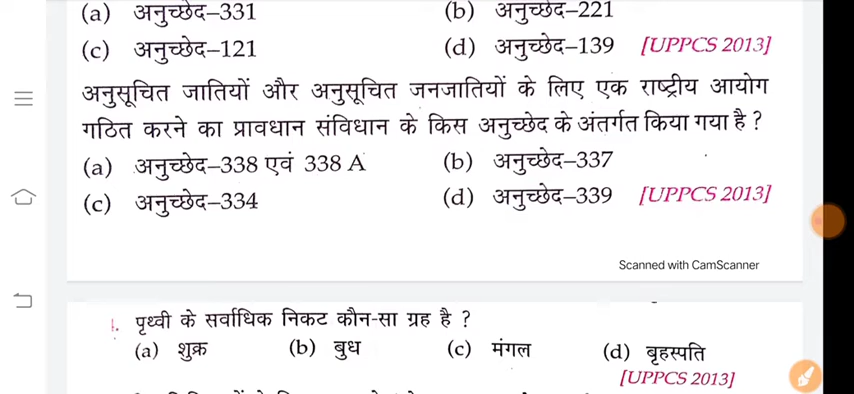 (a) अनुच्छेद–331 (b) अनुच्छेद–221
(c) अनुच्छेद–121 (d) अनुच्छेद–139 [UPPCS 2013]
अनुसूचित जातियों और अनुसूचित जनजातियों के लिए एक राष्ट्रीय आयोग
गठित करने का प्रावधान संविधान के किस अनुच्छेद के अंतर्गत किया गया है ?
(a) अनुच्छेद–338 एवं 338 A (b) अनुच्छेद–337
(c) अनुच्छेद–334 (d) अनुच्छेद–339 [UPPCS 2013]
Scanned with CamScanner
पृथ्वी के सर्वाधिक निकट कौन-सा ग्रह है ?
(a) शुक्र (b) बुध (c) मंगल (d) बृहस्पति
[UPPCS 2013]